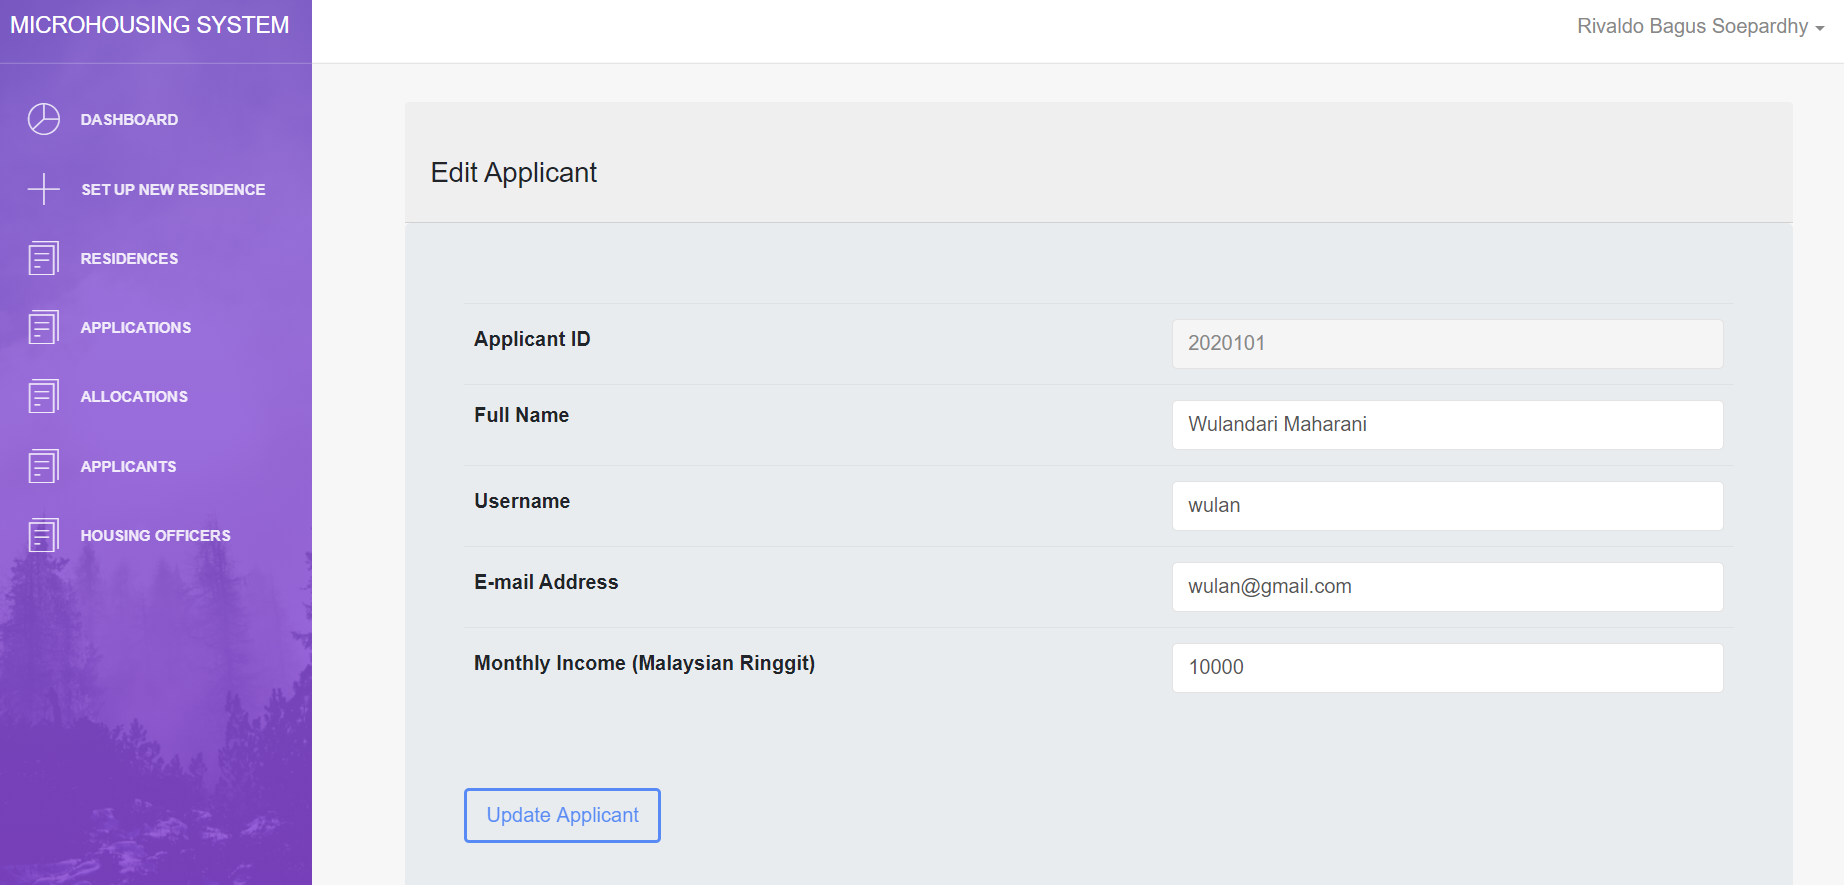 MICROHOUSING SYSTEM
Rivaldo Bagus Soepardhy
DASHBOARD
SET UP NEW RESIDENCE
RESIDENCES
APPLICATIONS
ALLOCATIONS
APPLICANTS
HOUSING OFFICERS
Edit Applicant
Applicant ID
2020101
Full Name
Wulandari Maharani
Username
wulan
E-mail Address
wulan@gmail.com
Monthly Income (Malaysian Ringgit)
10000
Update Applicant